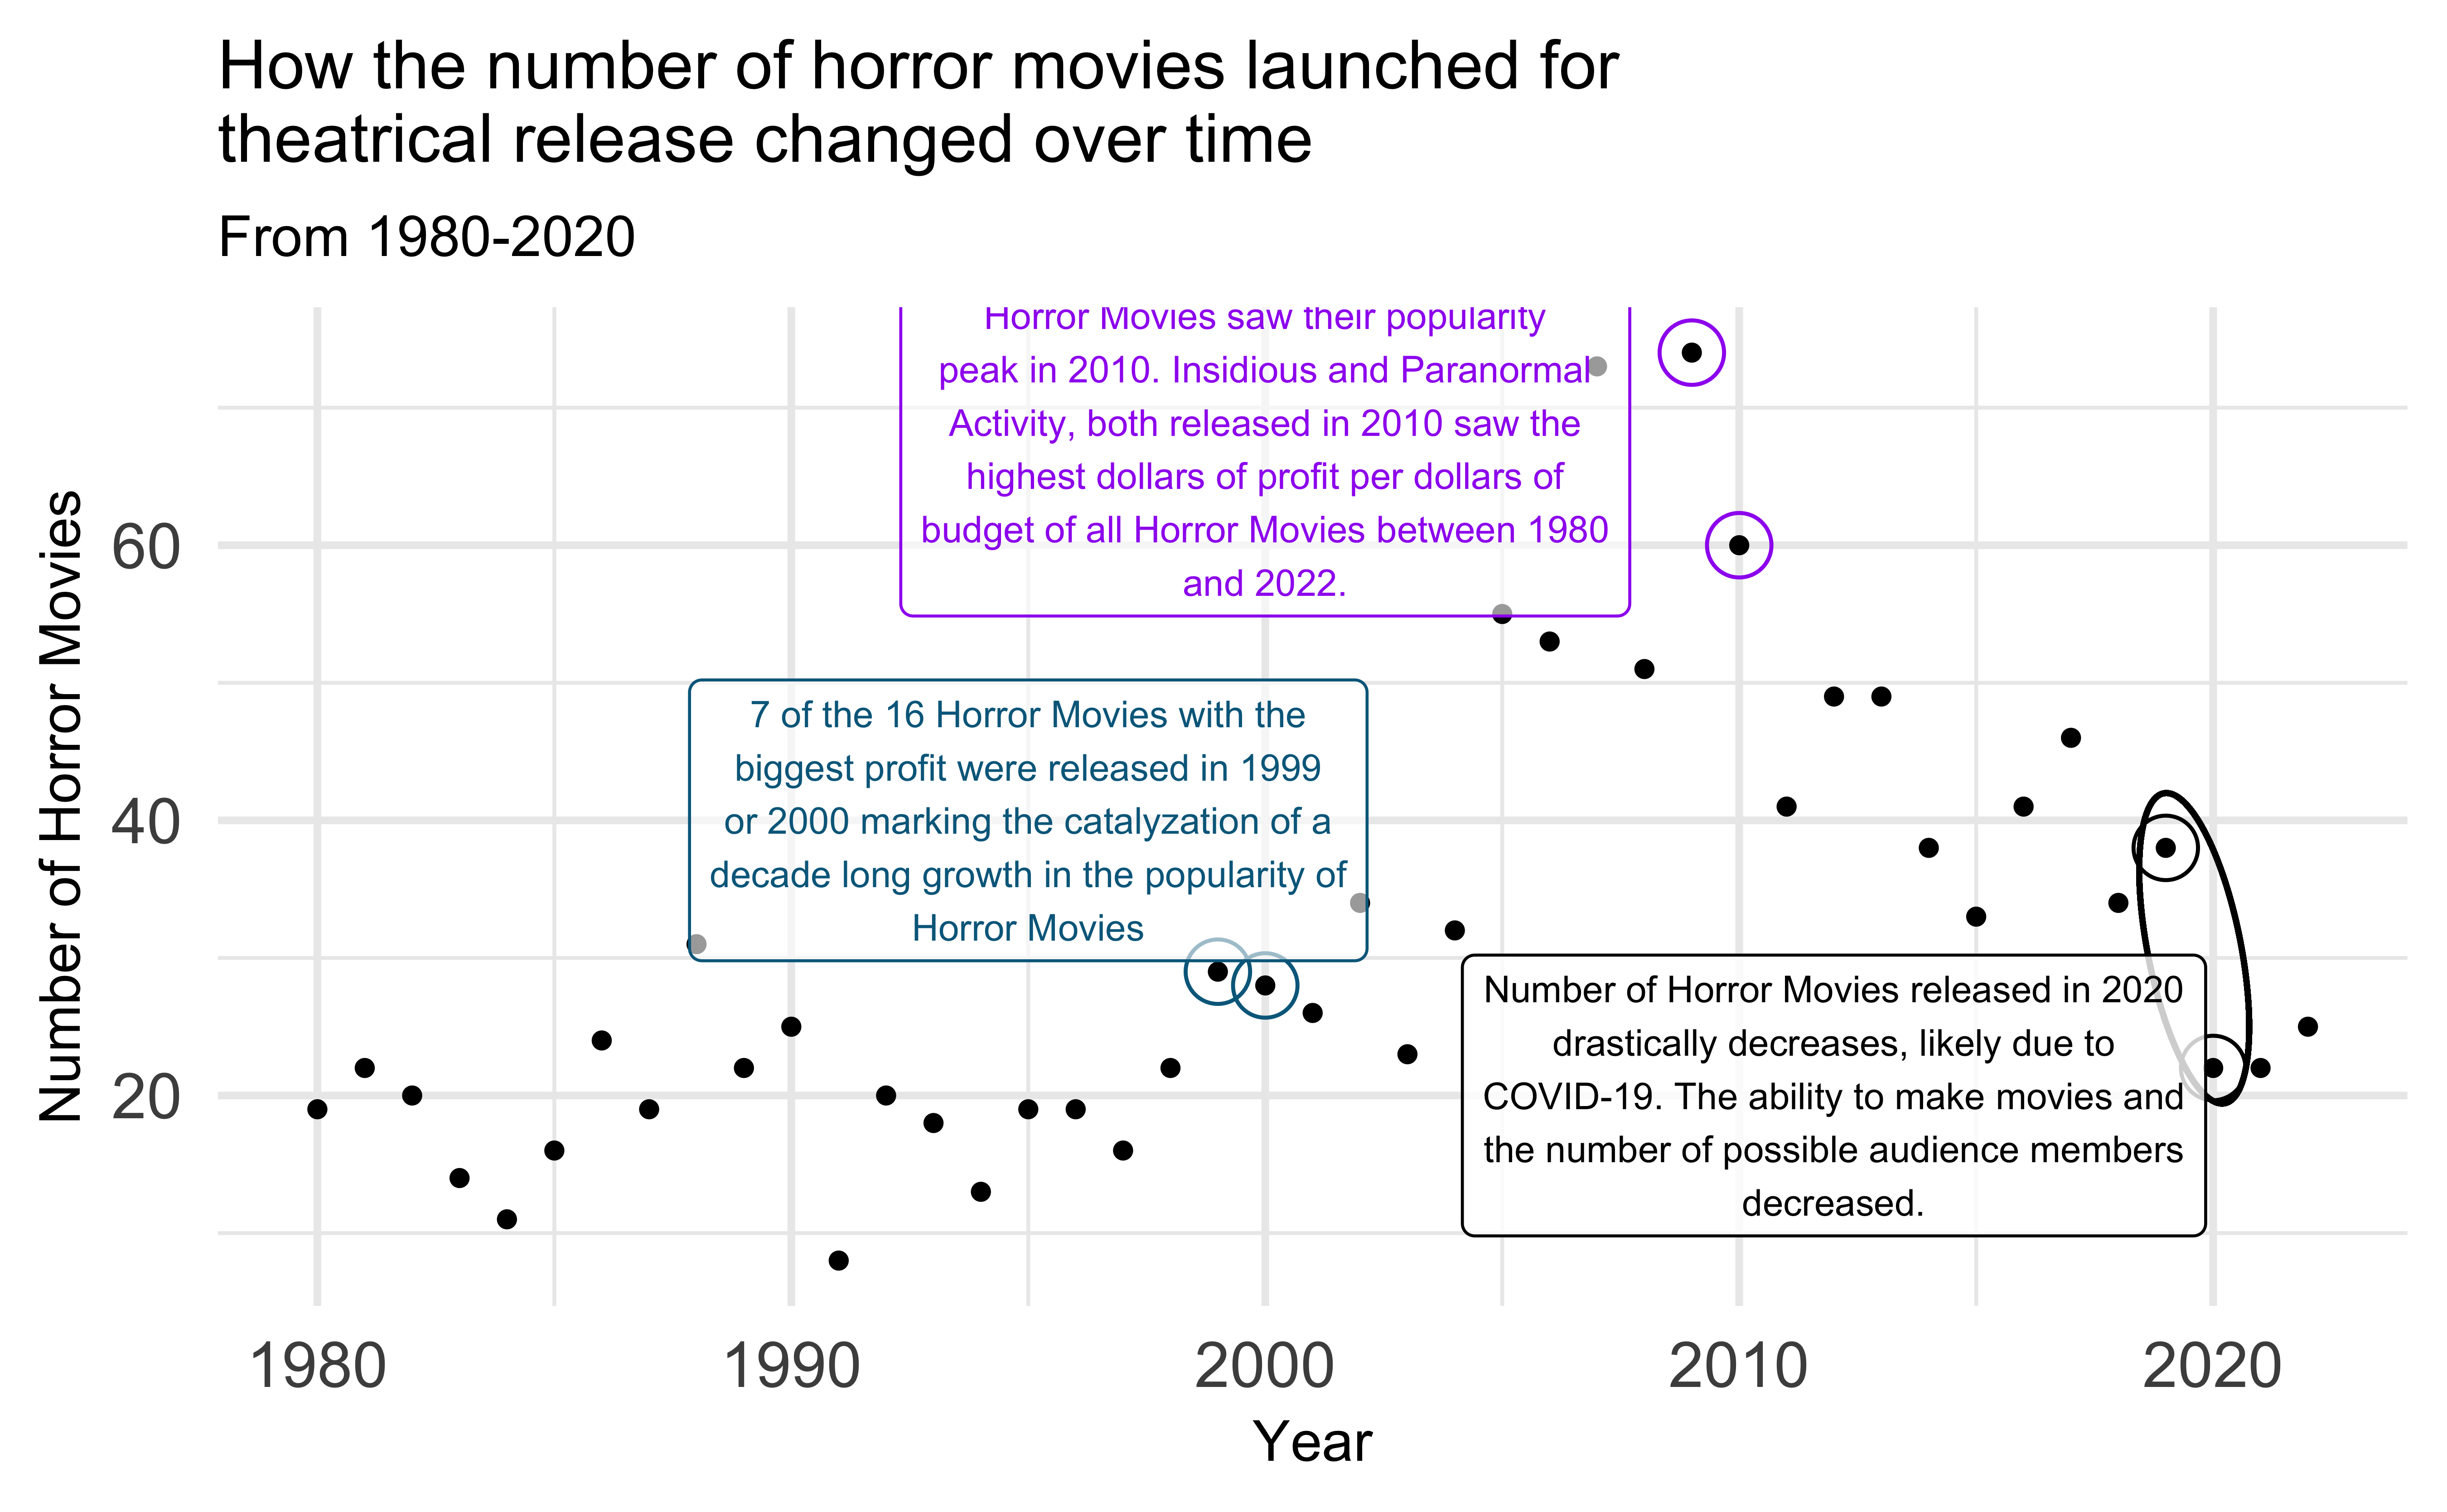 How the number of horror movies launched for
theatrical release changed over time
From 1980-2020
Number of Horror Movies
60
40
20
Horror Movies saw their popularity
peak in 2010. Insidious and Paranormal
Activity, both released in 2010 saw the
highest dollars of profit per dollars of
budget of all Horror Movies between 1980
and 2022.
7 of the 16 Horror Movies with the
biggest profit were released in 1999
or 2000 marking the catalyzation of a
decade long growth in the popularity of
Horror Movies
Number of Horror Movies released in 2020
drastically decreases, likely due to
COVID-19. The ability to make movies and
the number of possible audience members
decreased.
1980
1990
2000
2010
2020
Year